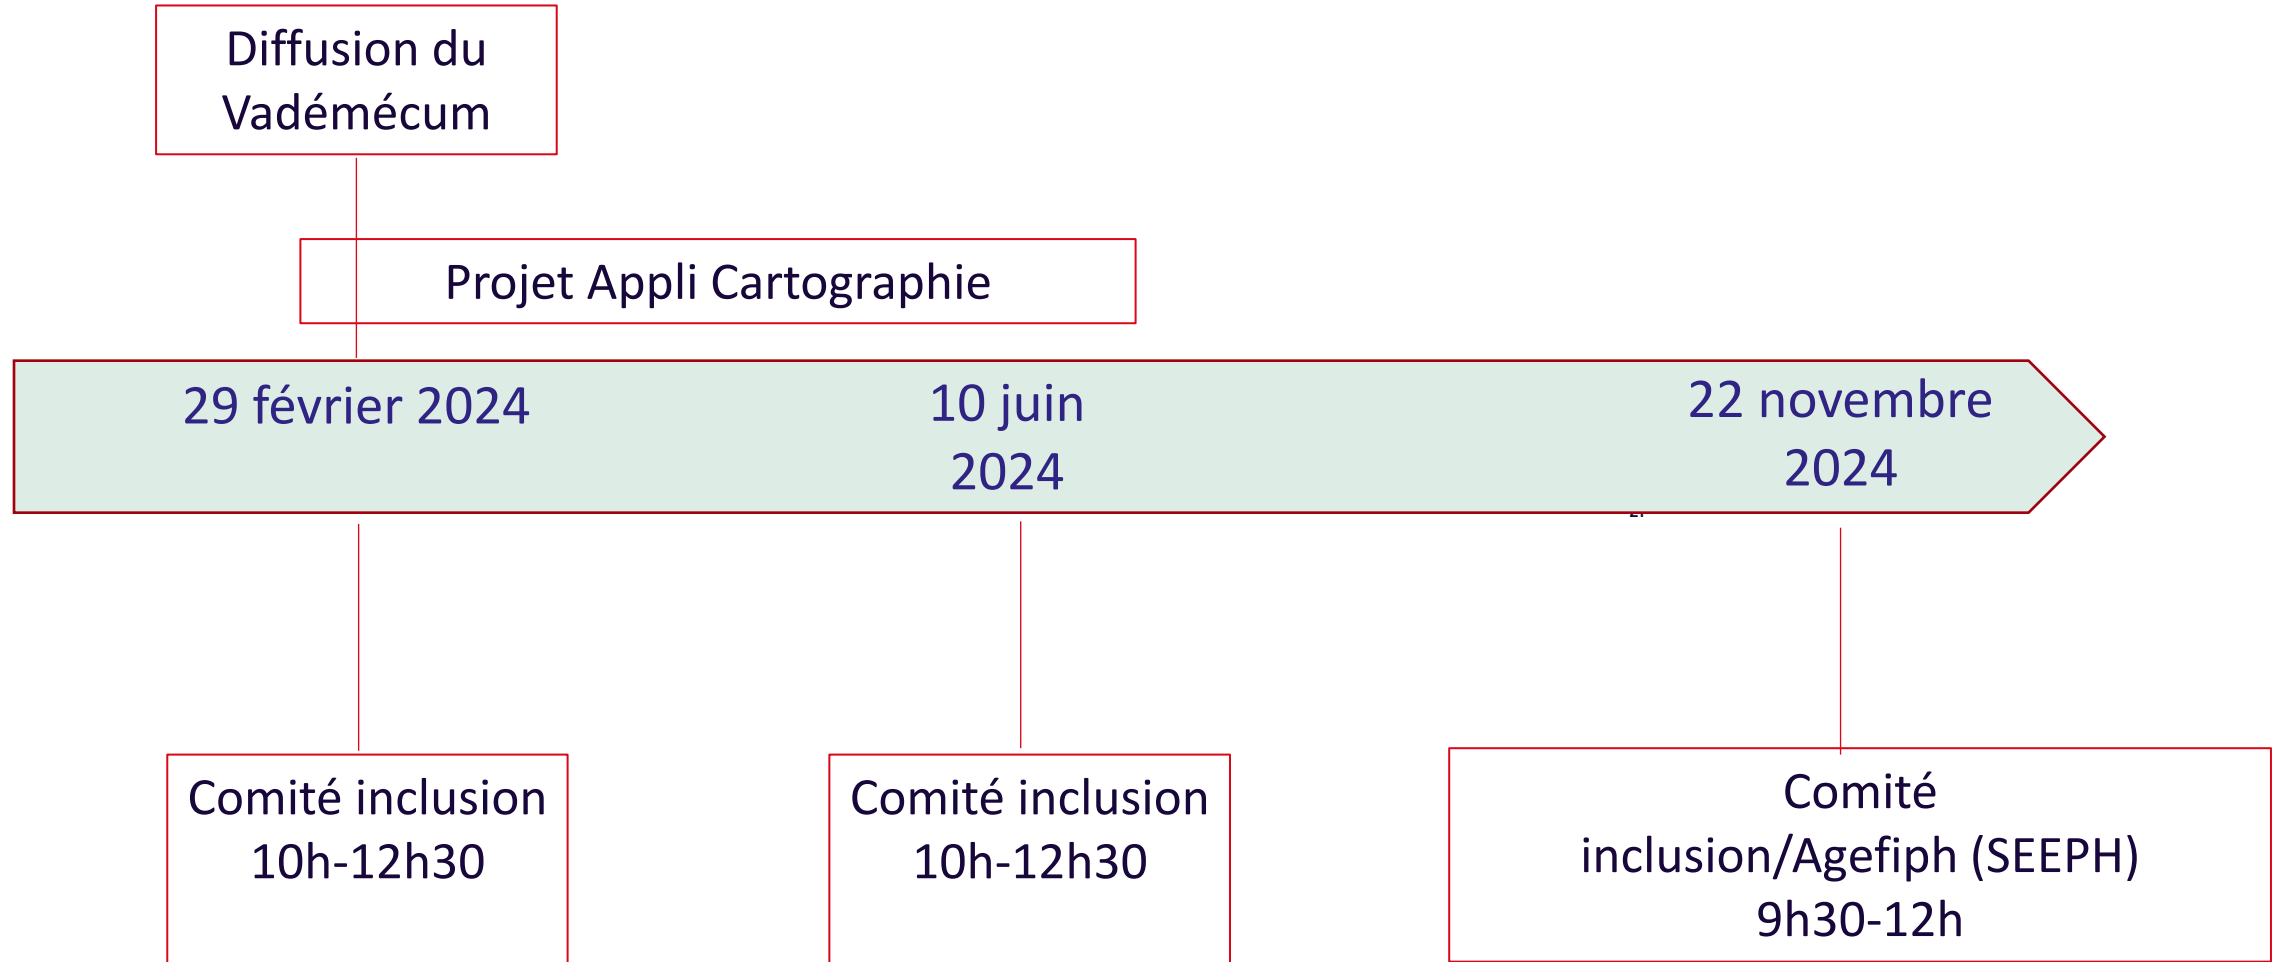 Diffusion du
Vadémécum
Projet Appli Cartographie
29 février 2024
10 juin
2024
22 novembre
2024
Comité inclusion
10h-12h30
Comité inclusion
10h-12h30
Comité
inclusion/Agefiph (SEEPH)
9h30-12h